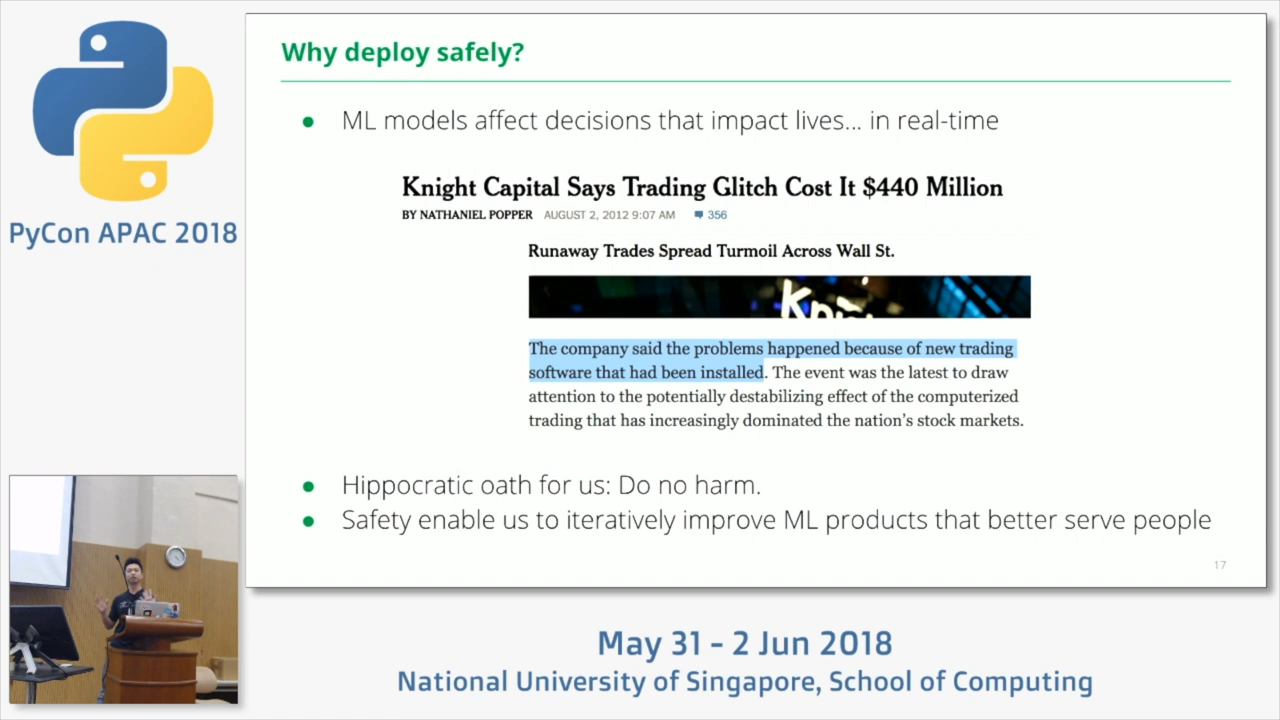 Why deploy safely?
ML models affect decisions that impact lives... in real-time
Knight Capital Says Trading Glitch Cost It $440 Million
BY NATHANIEL POPPER AUGUST 2, 2012 9:07 AM 356
Runaway Trades Spread Turmoil Across Wall St.
The company said the problems happened because of new trading
software that had been installed. The event was the latest to draw
attention to the potentially destabilizing effect of the computerized
trading that has increasingly dominated the nation's stock markets.
Hippocratic oath for us: Do no harm.
Safety enable us to iteratively improve ML products that better serve people
17
PyCon APAC 2018
May 31 - 2 Jun 2018
National University of Singapore, School of Computing